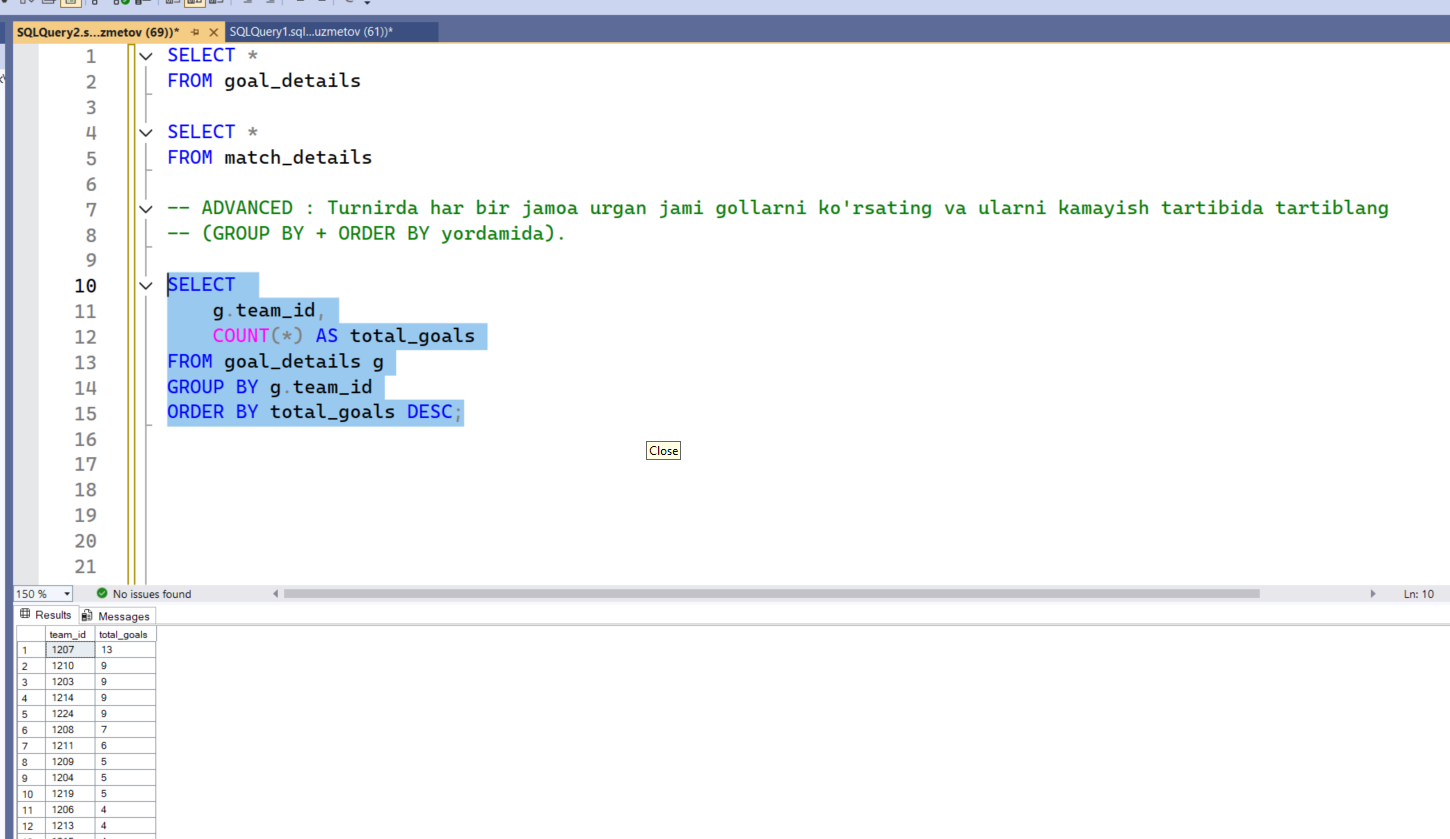 SQLQuery2.s...zmetov (69))* SQLQuery1.sql...uzmetov (61))*
1 SELECT *
2 FROM goal_details
3
4 SELECT *
5 FROM match_details
6
7 -- ADVANCED : Turnirda har bir jamoa urgan jami gollarni ko'rsating va ularni kamayish tartibida tartiblang
8 -- (GROUP BY + ORDER BY yordamida).
9
10 SELECT
11 g.team_id,
12 COUNT(*) AS total_goals
13 FROM goal_details g
14 GROUP BY g.team_id
15 ORDER BY total_goals DESC;
16
Close
17
18
19
20
21
150 % No issues found Ln: 10
Results Messages
team_id total_goals
1 1207 13
2 1210 9
3 1203 9
4 1214 9
5 1224 9
6 1208 7
7 1211 6
8 1209 5
9 1204 5
10 1219 5
11 1206 4
12 1213 4